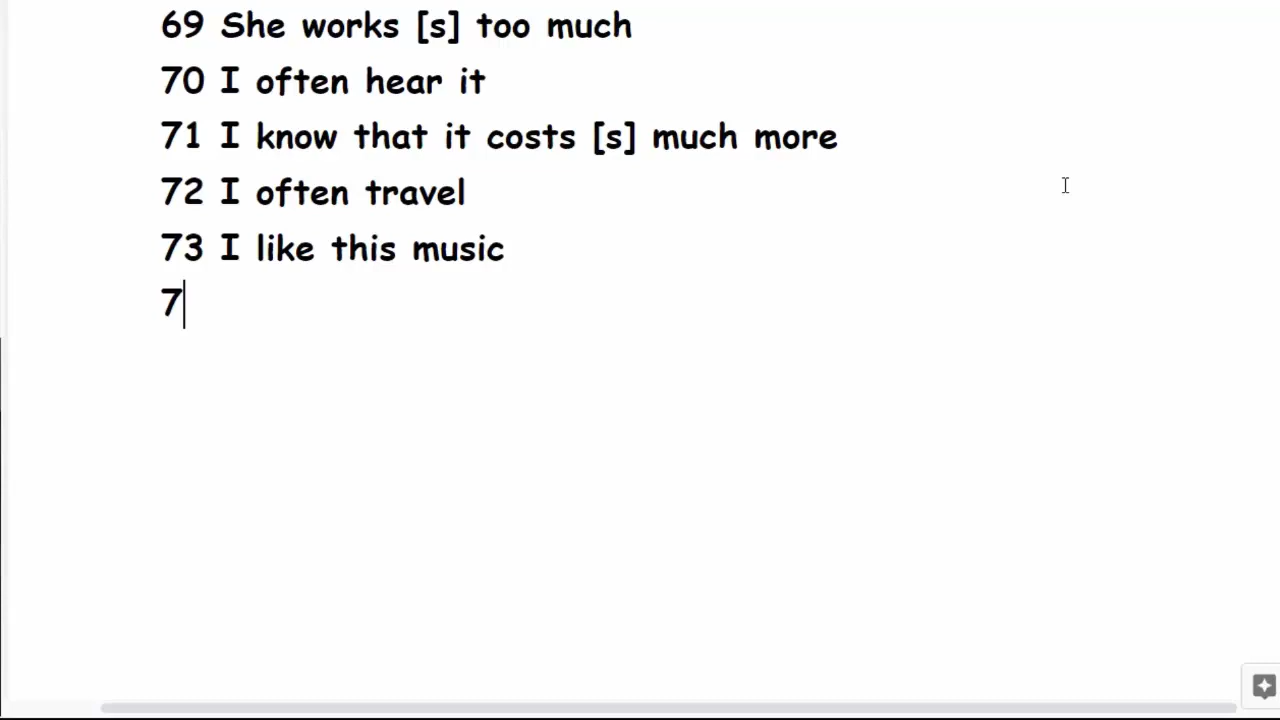 69 She works [s] too much
70 I often hear it
71 I know that it costs [s] much more
72 I often travel
73 I like this music
7